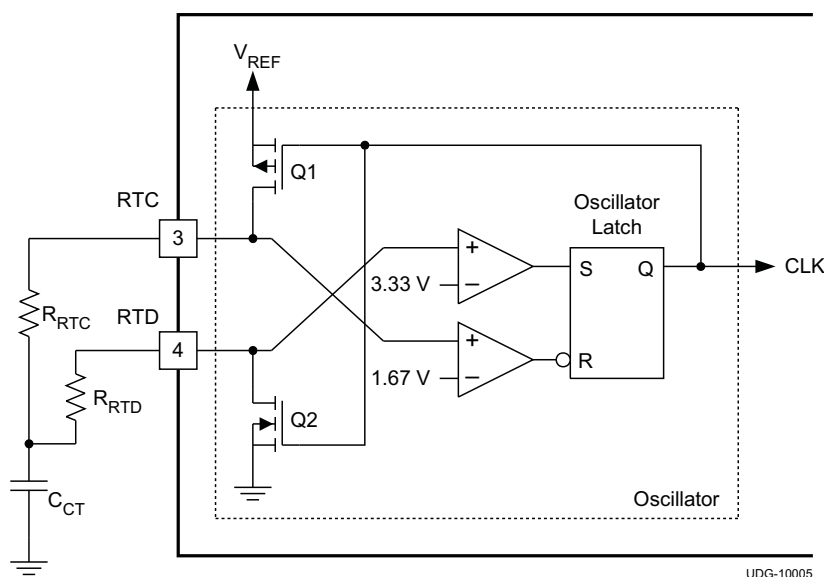 VREF
Q1
RTC
3
Oscillator
Latch
+
3.33 V
−
S
Q
CLK
RRTC
RTD
4
+
1.67 V
−
R
RRTD
Q2
CCT
Oscillator
UDG-10005